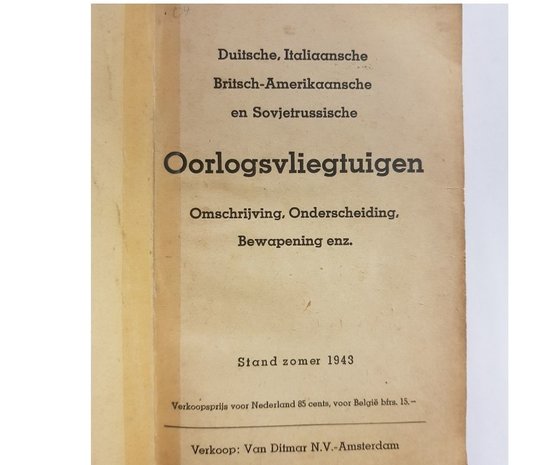 Duitsche, Italiaansche
Britsch-Amerikaansche
en Sovjetrussische
Oorlogsvliegtuigen
Omschrijving, Onderscheiding,
Bewapening enz.
Stand zomer 1943
Verkoopsprijs voor Nederland 85 cents, voor België bfrs. 15.–
Verkoop: Van Ditmar N.V.-Amsterdam